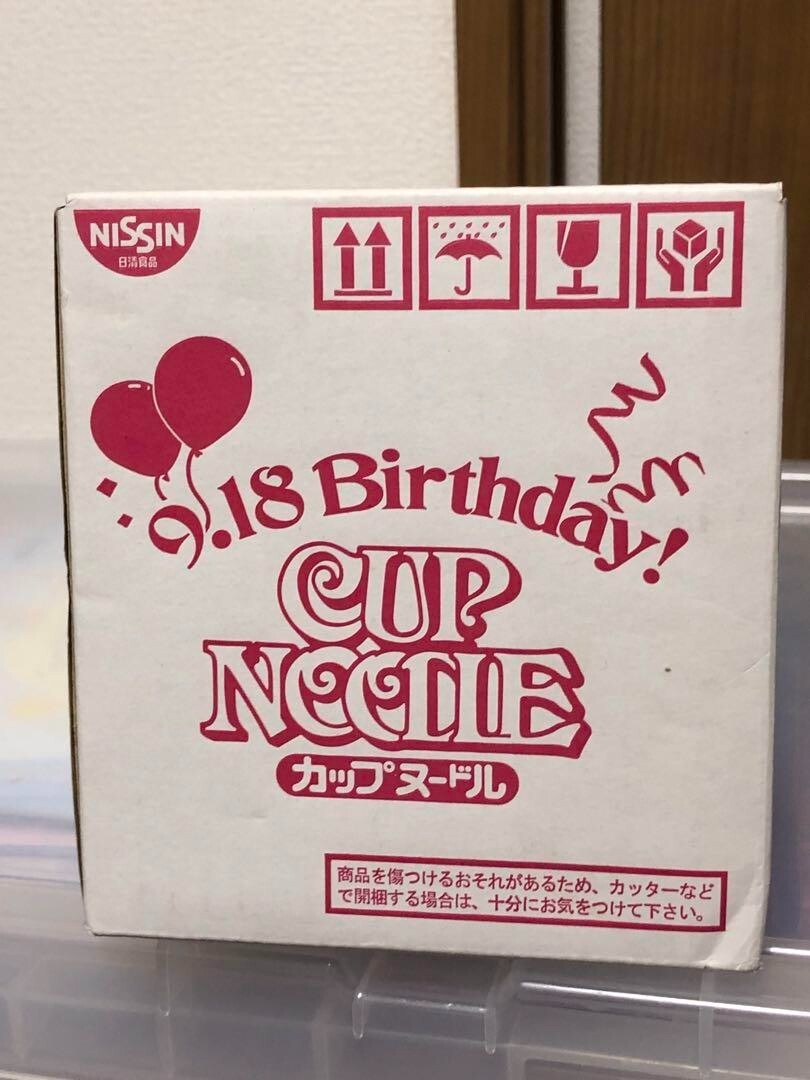 NISSIN
日清食品
9.18 Birthday!
CUP
NOODLE
カップヌードル
商品を傷つけるおそれがあるため、カッターなど
で開梱する場合は、十分にお気をつけて下さい。